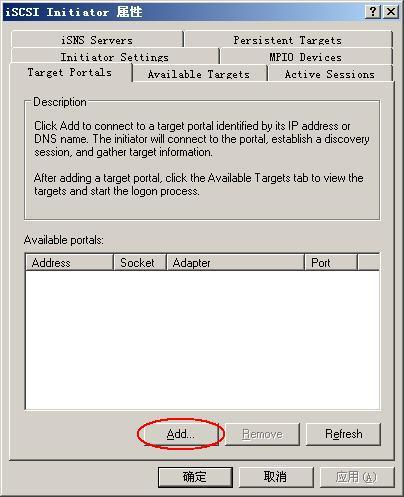 iSCSI Initiator 属性
iSNS Servers Persistent Targets
Initiator Settings MPIO Devices
Target Portals Available Targets Active Sessions
Description
Click Add to connect to a target portal identified by its IP address or
DNS name. The initiator will connect to the portal, establish a discovery
session, and gather target information.
After adding a target portal, click the Available Targets tab to view the
targets and start the logon process.
Available portals:
Address Socket Adapter Port
Add... Remove Refresh
确定 取消 应用(A)